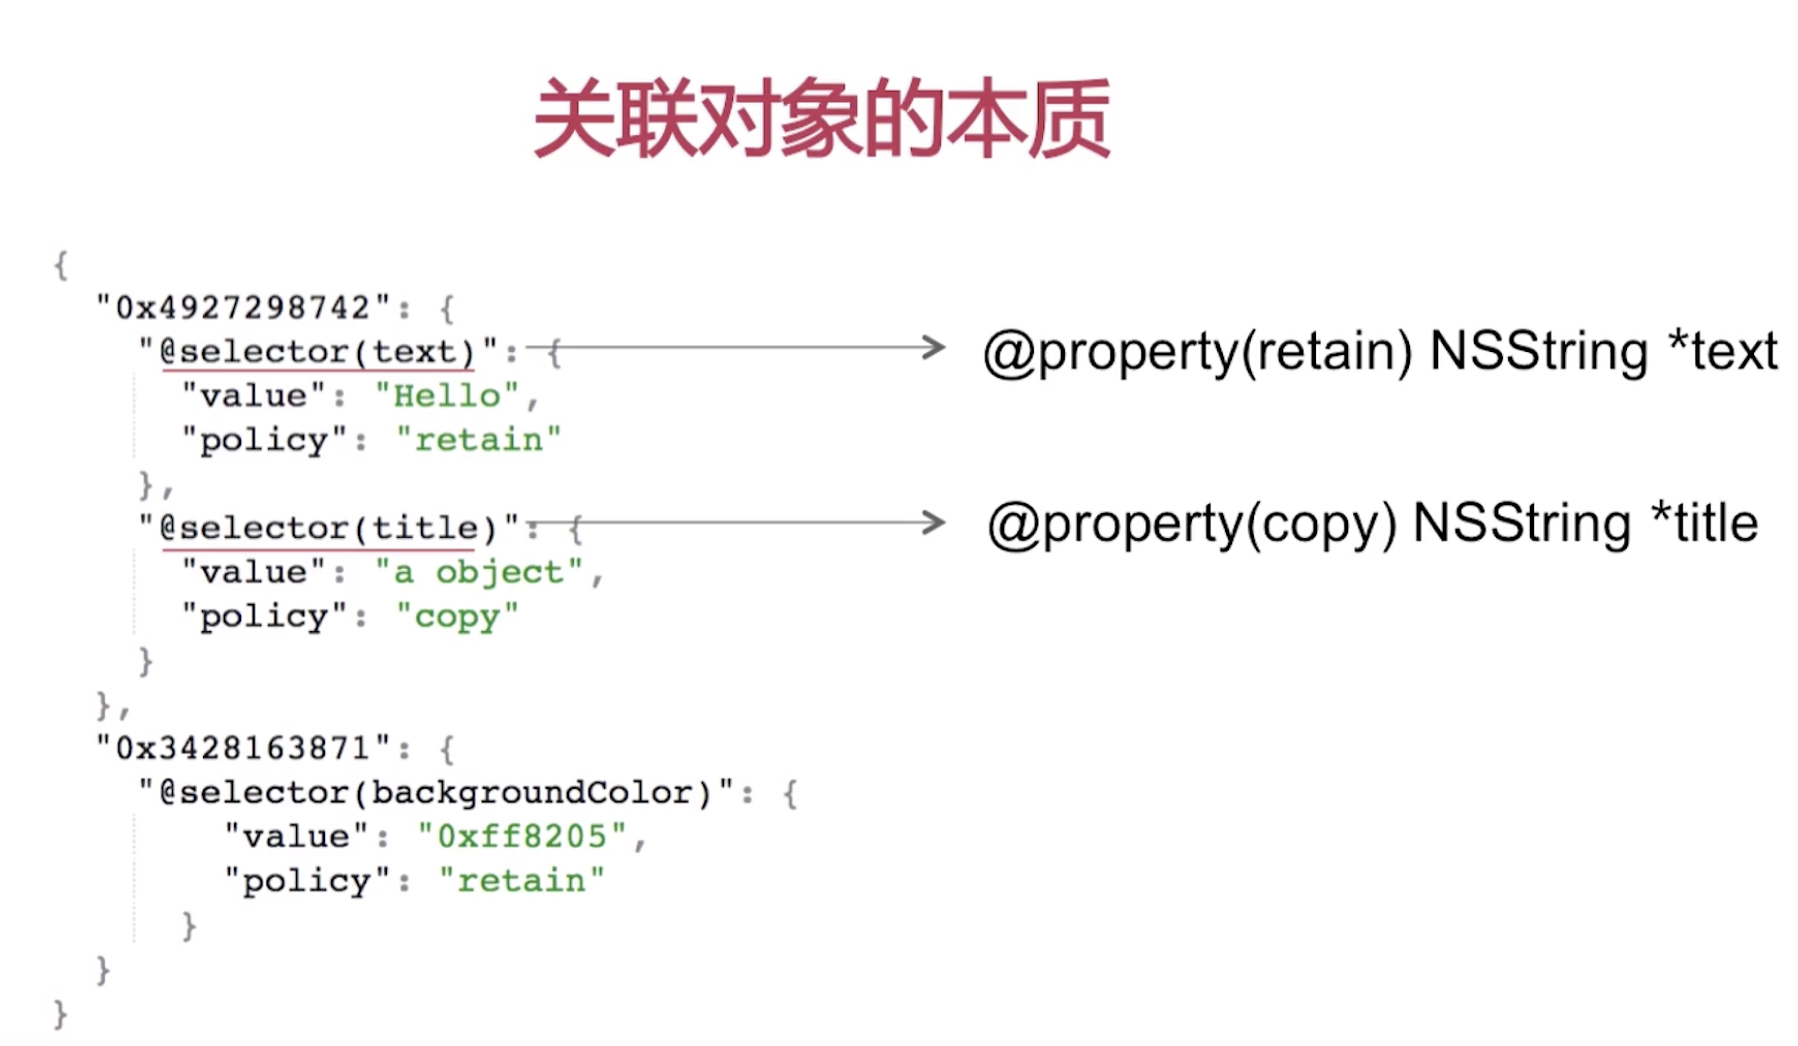 关联对象的本质
{
"0x4927298742": {
"@selector(text)": {
@property(retain) NSString *text
"value": "Hello",
"policy": "retain"
},
"@selector(title)": {
@property(copy) NSString *title
"value": "a object",
"policy": "copy"
}
},
"0x3428163871": {
"@selector(backgroundColor)": {
"value": "0xff8205",
"policy": "retain"
}
}
}